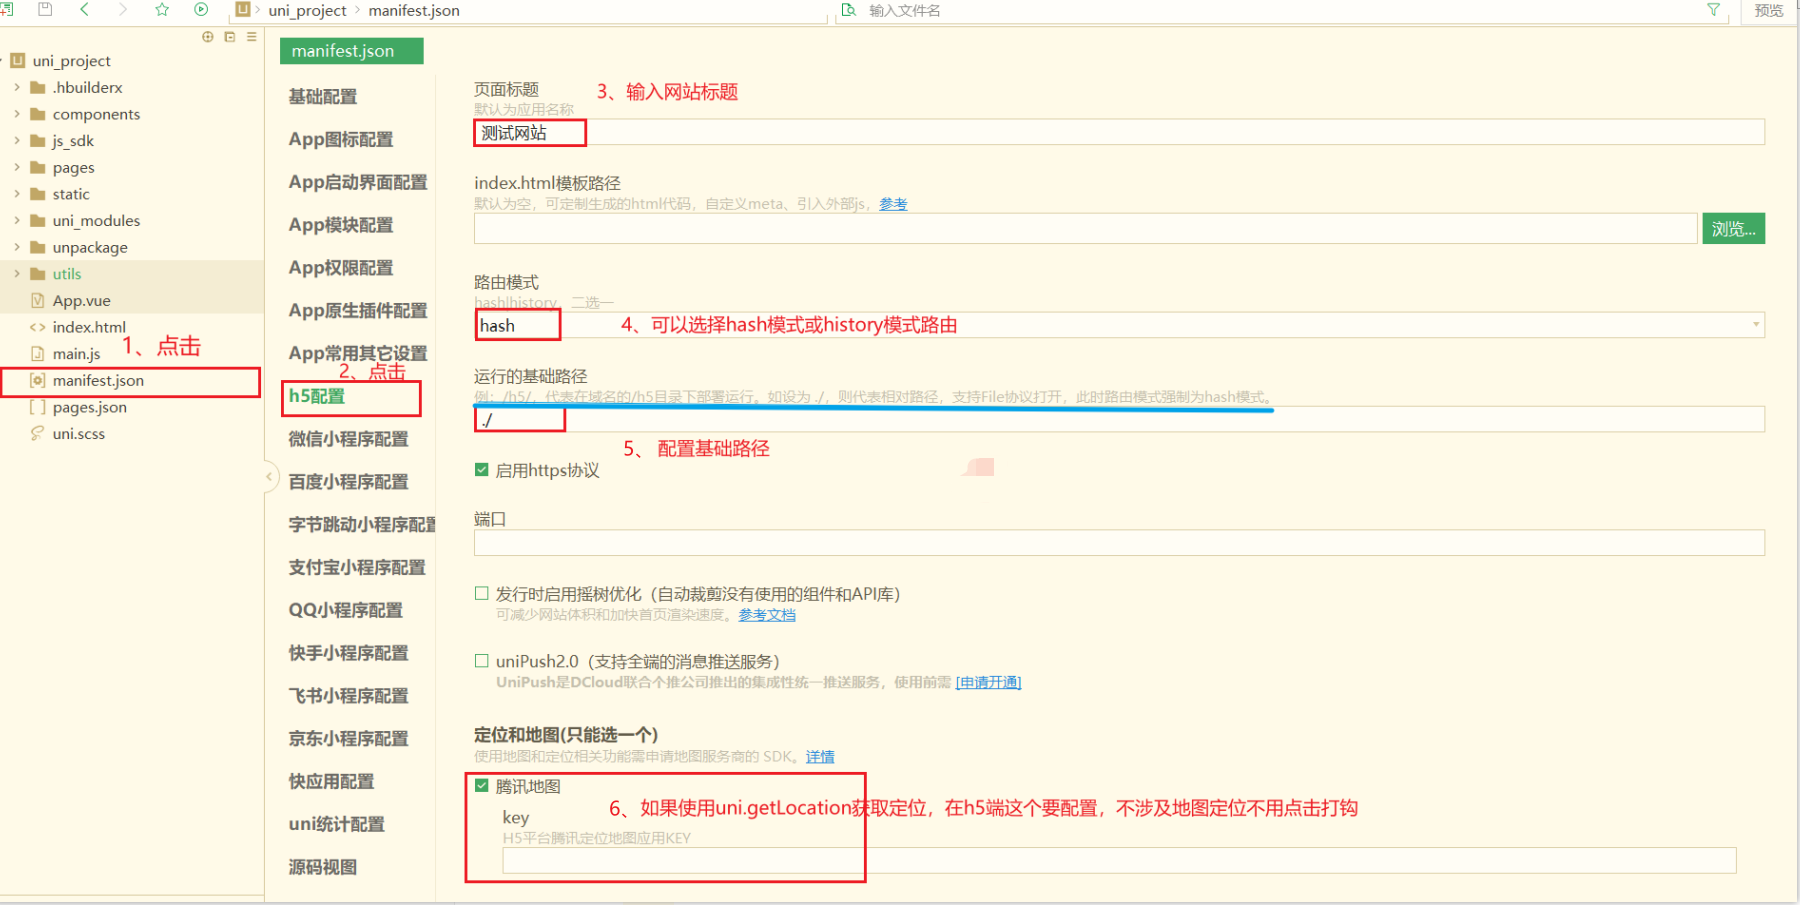 uni_project
manifest.json
输入文件名
预览
uni_project
.hbuilderx
components
js_sdk
pages
static
uni_modules
unpackage
utils
App.vue
index.html
main.js
1、点击
manifest.json
pages.json
uni.scss
manifest.json
基础配置
App图标配置
App启动界面配置
App模块配置
App权限配置
App原生插件配置
App常用其它设置
2、点击
h5配置
微信小程序配置
百度小程序配置
字节跳动小程序配置
支付宝小程序配置
QQ小程序配置
快手小程序配置
飞书小程序配置
京东小程序配置
快应用配置
uni统计配置
源码视图
页面标题
3、输入网站标题
默认为应用名称
测试网站
index.html模板路径
默认为空，可定制生成的html代码，自定义meta、引入外部js，参考
浏览...
路由模式
hash|history，二选一
hash
4、可以选择hash模式或history模式路由
运行的基础路径
例：/h5/，代表在域名的/h5目录下部署运行。如设为 ./，则代表相对路径，支持File协议打开，此时路由模式强制为hash模式。
./
5、 配置基础路径
启用https协议
端口
发行时启用摇树优化（自动裁剪没有使用的组件和API库）
可减少网站体积和加快首页渲染速度。参考文档
uniPush2.0（支持全端的消息推送服务）
UniPush是DCloud联合个推公司推出的集成性统一推送服务，使用前需 [申请开通]
定位和地图(只能选一个)
使用地图和定位相关功能需申请地图服务商的 SDK。详情
腾讯地图
6、如果使用uni.getLocation获取定位，在h5端这个要配置，不涉及地图定位不用点击打钩
key
H5平台腾讯定位地图应用KEY